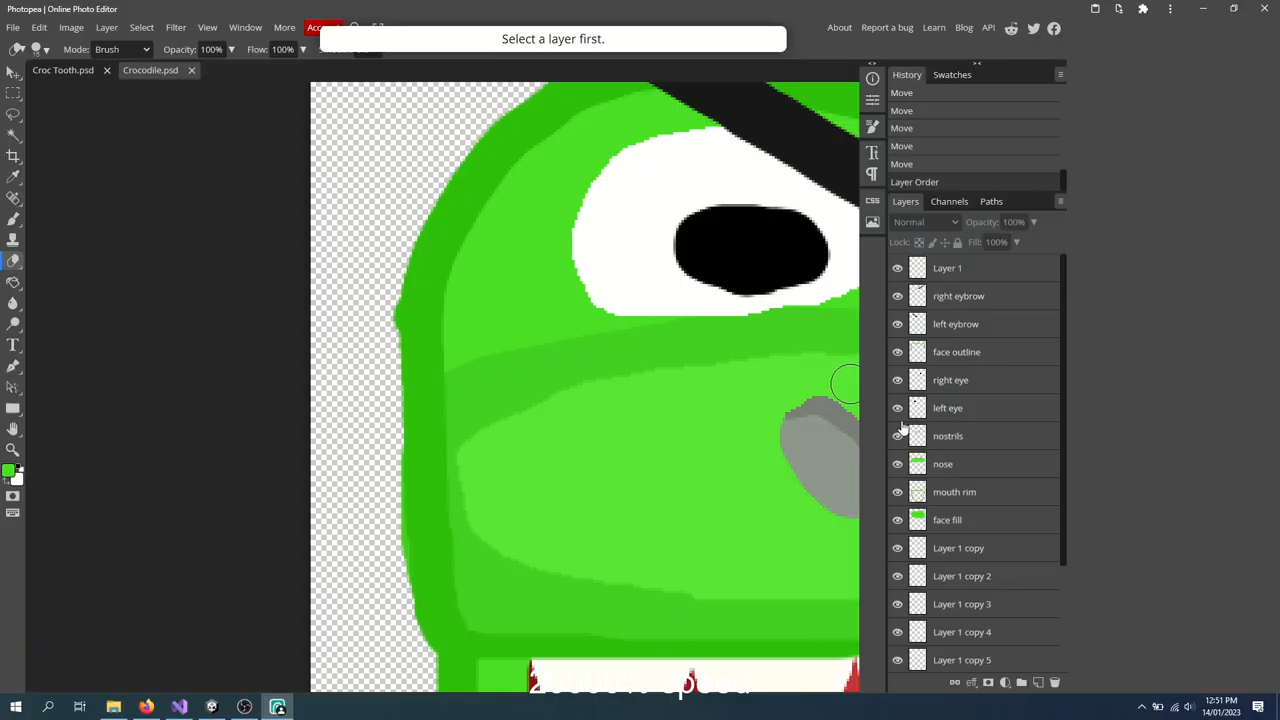 Photopea | Online Photo Editor
File Edit Image Layer Select Filter View Window More
About Report a bug Learn Blog API
Select a layer first.
15 Mode: Brush Opacity: 100% Flow: 100%
Croc Tooth.psd Crocodile.psd
History Swatches
Move
Move
Move
Move
Move
Layer Order
Layers Channels Paths
Normal Opacity: 100%
Lock: Fill: 100%
Layer 1
right eybrow
left eybrow
face outline
right eye
left eye
nostrils
nose
mouth rim
face fill
Layer 1 copy
Layer 1 copy 2
Layer 1 copy 3
Layer 1 copy 4
Layer 1 copy 5
CSS
speed
12:51 PM
14/01/2023